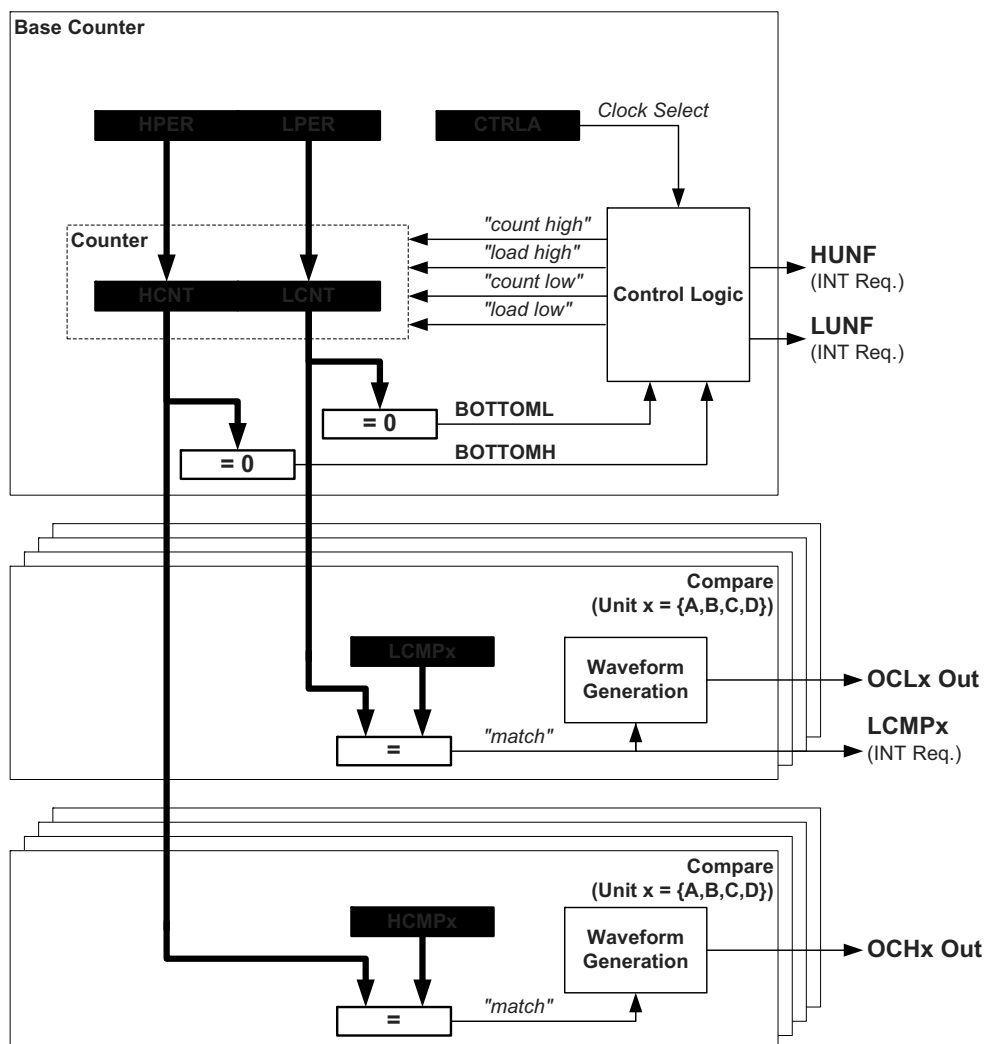 Base Counter
HPER LPER
CTRLA
Clock Select
Counter
"count high"
"load high"
"count low"
"load low"
HCNT LCNT
Control Logic
HUNF
(INT Req.)
LUNF
(INT Req.)
= 0
BOTTOML
= 0
BOTTOMH
Compare
(Unit x = {A,B,C,D})
LCMPx
Waveform
Generation
OCLx Out
=
"match"
LCMPx
(INT Req.)
Compare
(Unit x = {A,B,C,D})
HCMPx
Waveform
Generation
OCHx Out
=
"match"